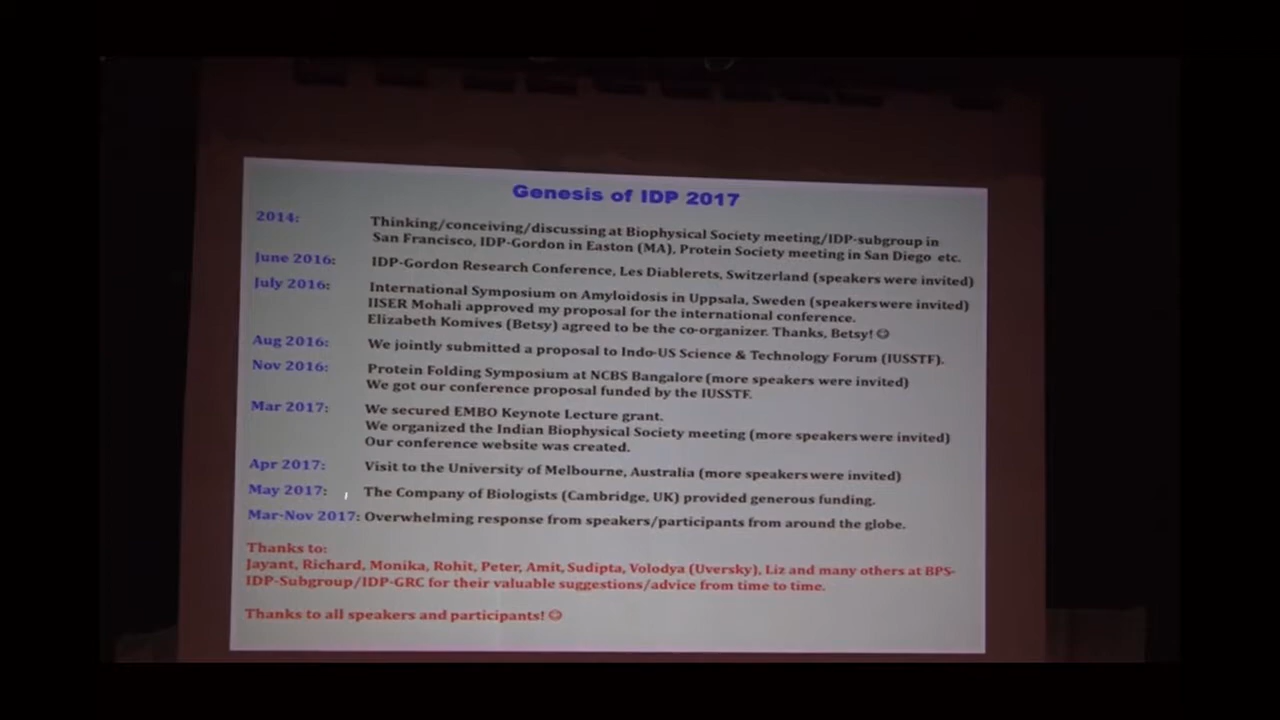 Genesis of IDP 2017
2014: Thinking/conceiving/discussing at Biophysical Society meeting/IDP-subgroup in
San Francisco, IDP-Gordon in Easton (MA), Protein Society meeting in San Diego etc.
June 2016: IDP-Gordon Research Conference, Les Diablerets, Switzerland (speakers were invited)
July 2016: International Symposium on Amyloidosis in Uppsala, Sweden (speakers were invited)
IISER Mohali approved my proposal for the international conference.
Elizabeth Komives (Betsy) agreed to be the co-organizer. Thanks, Betsy! ☺
Aug 2016: We jointly submitted a proposal to Indo-US Science & Technology Forum (IUSSTF).
Nov 2016: Protein Folding Symposium at NCBS Bangalore (more speakers were invited)
We got our conference proposal funded by the IUSSTF.
Mar 2017: We secured EMBO Keynote Lecture grant.
We organized the Indian Biophysical Society meeting (more speakers were invited)
Our conference website was created.
Apr 2017: Visit to the University of Melbourne, Australia (more speakers were invited)
May 2017: The Company of Biologists (Cambridge, UK) provided generous funding.
Mar-Nov 2017: Overwhelming response from speakers/participants from around the globe.
Thanks to:
Jayant, Richard, Monika, Rohit, Peter, Amit, Sudipta, Volodya (Uversky), Liz and many others at BPS-
IDP-Subgroup/IDP-GRC for their valuable suggestions/advice from time to time.
Thanks to all speakers and participants! ☺